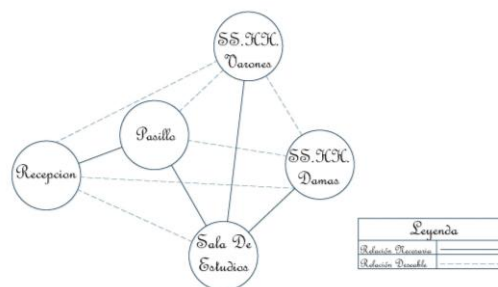 SS.HH.
Varones
Pasillo
SS.HH.
Damas
Recepcion
Sala De
Estudios
Leyenda
Relación Necesaria
Relación Deseable